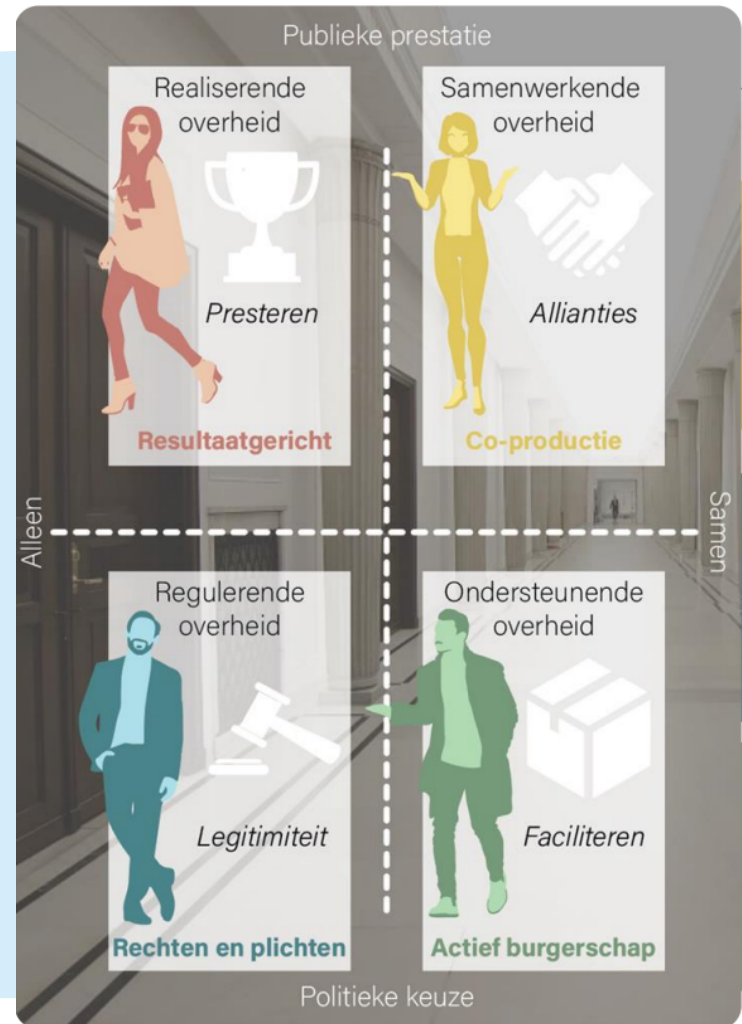 Publieke prestatie
Realiserende
overheid
Presteren
Resultaatgericht
Samenwerkende
overheid
Allianties
Co-productie
Alleen
Samen
Regulerende
overheid
Legitimiteit
Rechten en plichten
Ondersteunende
overheid
Faciliteren
Actief burgerschap
Politieke keuze